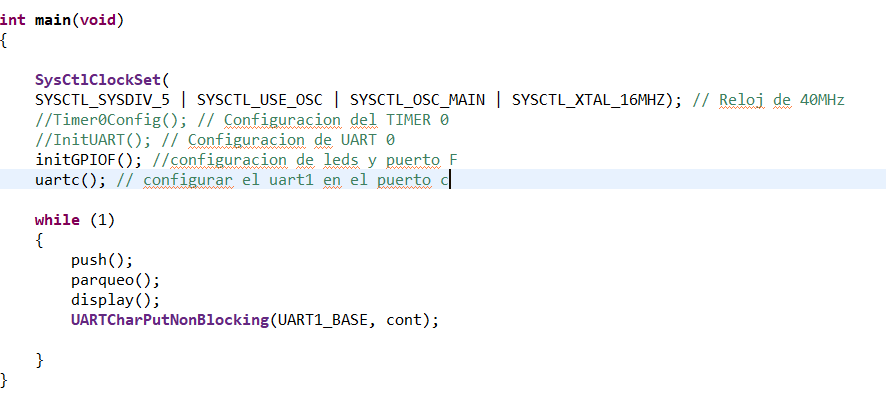 int main(void)
{
SysCtlClockSet(
SYSCTL_SYSDIV_5 | SYSCTL_USE_OSC | SYSCTL_OSC_MAIN | SYSCTL_XTAL_16MHZ); // Reloj de 40MHz
//Timer0Config(); // Configuracion del TIMER 0
//InitUART(); // Configuracion de UART 0
initGPIOF(); //configuracion de leds y puerto F
uartc(); // configurar el uart1 en el puerto c
while (1)
{
push();
parqueo();
display();
UARTCharPutNonBlocking(UART1_BASE, cont);
}
}